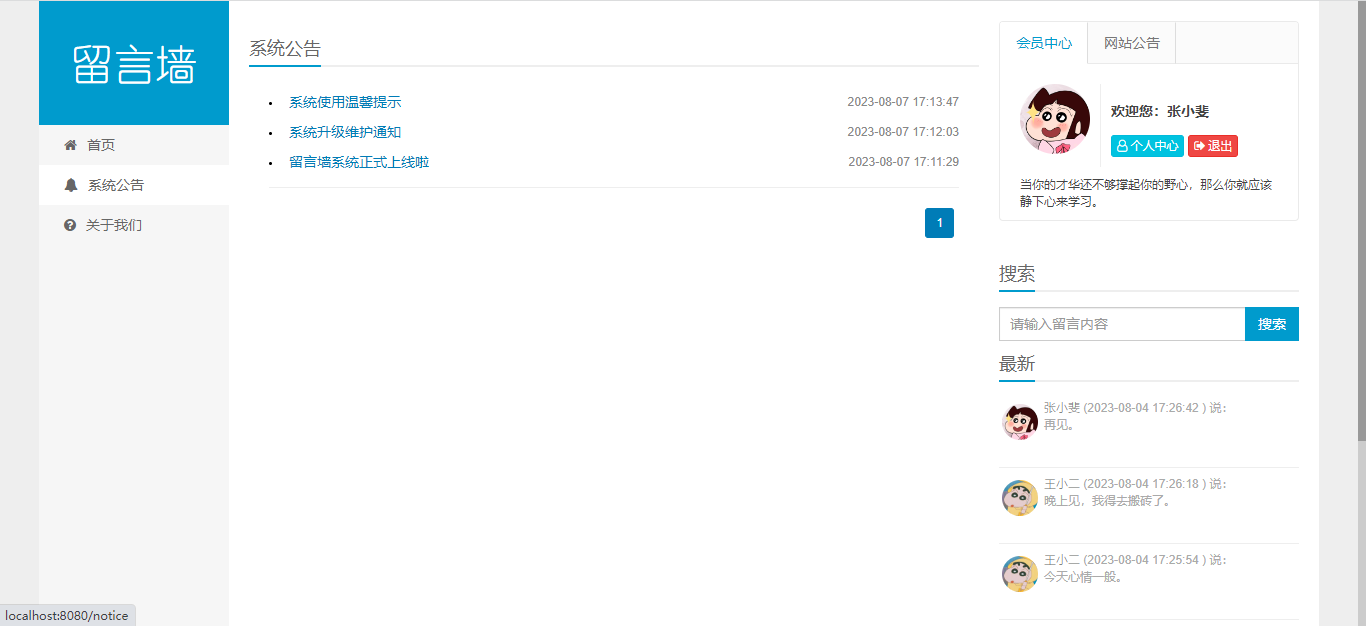 留言墙
首页
系统公告
关于我们
系统公告
系统使用温馨提示 2023-08-07 17:13:47
系统升级维护通知 2023-08-07 17:12:03
留言墙系统正式上线啦 2023-08-07 17:11:29
1
会员中心 网站公告
欢迎您：张小斐
个人中心 退出
当你的才华还不够撑起你的野心，那么你就应该
静下心来学习。
搜索
请输入留言内容 搜索
最新
张小斐 (2023-08-04 17:26:42 ) 说：
再见。
王小二 (2023-08-04 17:26:18 ) 说：
晚上见，我得去搬砖了。
王小二 (2023-08-04 17:25:54 ) 说：
今天心情一般。
localhost:8080/notice